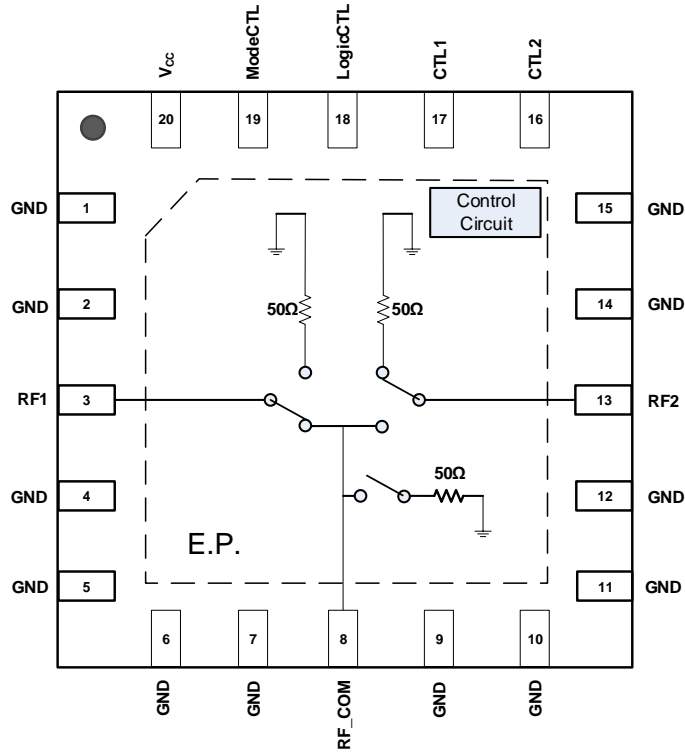 V_CC
ModeCTL
LogicCTL
CTL1
CTL2
20
19
18
17
16
GND
1
Control
Circuit
15
GND
GND
2
50Ω
50Ω
14
GND
RF1
3
13
RF2
GND
4
50Ω
12
GND
E.P.
GND
5
11
GND
6
7
8
9
10
GND
GND
RF_COM
GND
GND